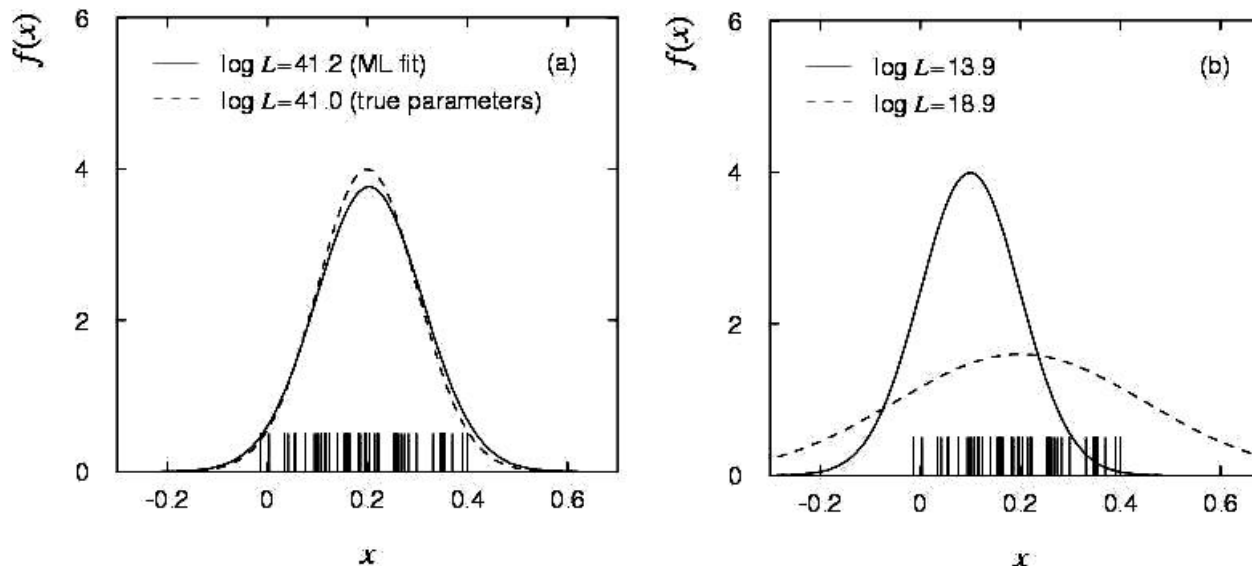 6
f(x)
log L=41.2 (ML fit)
(a)
log L=41.0 (true parameters)
4
2
0
-0.2 0 0.2 0.4 0.6
x
6
f(x)
log L=13.9
(b)
log L=18.9
4
2
0
-0.2 0 0.2 0.4 0.6
x